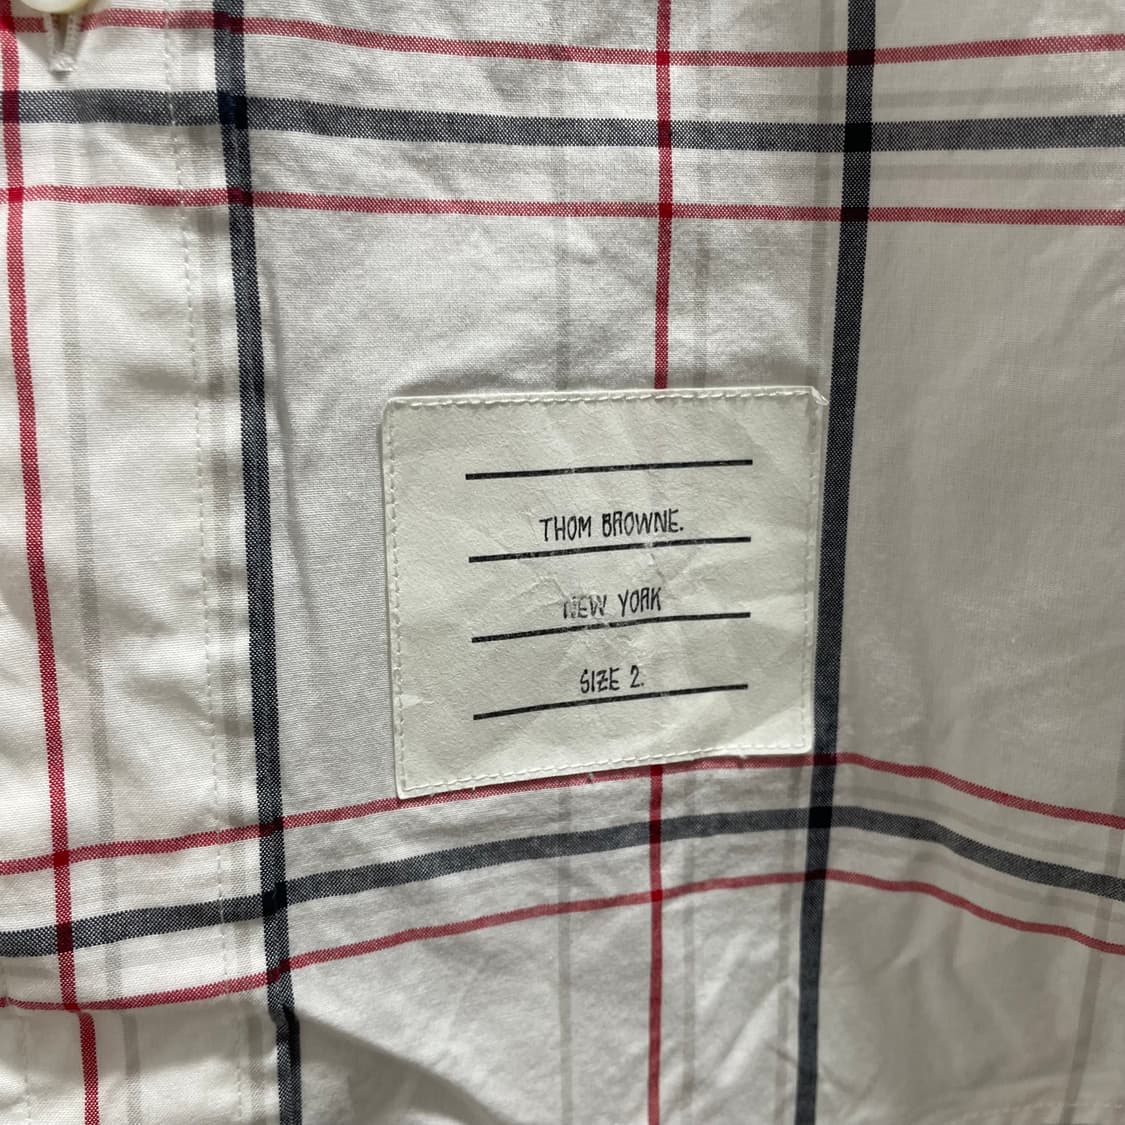 THOM BROWNE.
NEW YORK
SIZE 2.